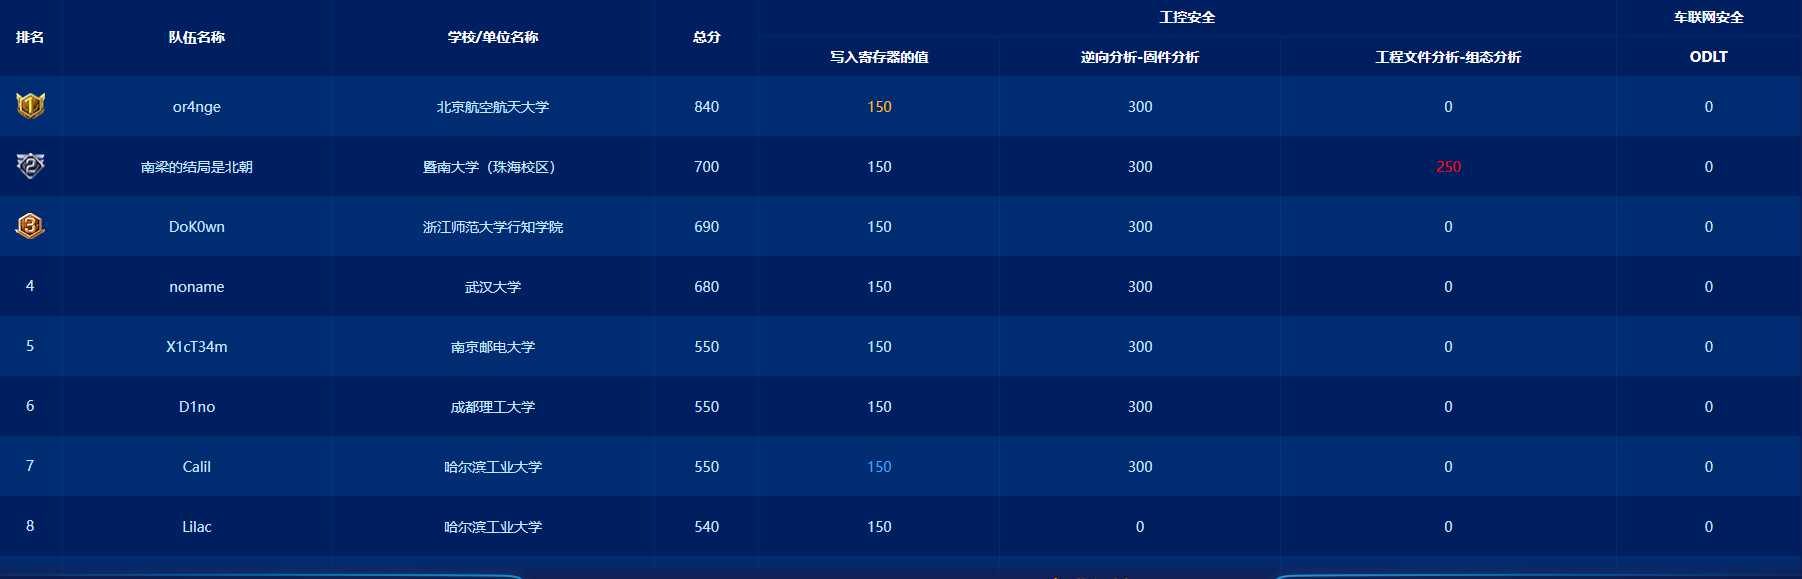 排名 队伍名称 学校/单位名称 总分 工控安全 车联网安全
写入寄存器的值 逆向分析-固件分析 工程文件分析-组态分析 ODLT
1 or4nge 北京航空航天大学 840 150 300 0 0
2 南梁的结局是北朝 暨南大学（珠海校区） 700 150 300 250 0
3 DoK0wn 浙江师范大学行知学院 690 150 300 0 0
4 noname 武汉大学 680 150 300 0 0
5 X1cT34m 南京邮电大学 550 150 300 0 0
6 D1no 成都理工大学 550 150 300 0 0
7 Calil 哈尔滨工业大学 550 150 300 0 0
8 Lilac 哈尔滨工业大学 540 150 0 0 0